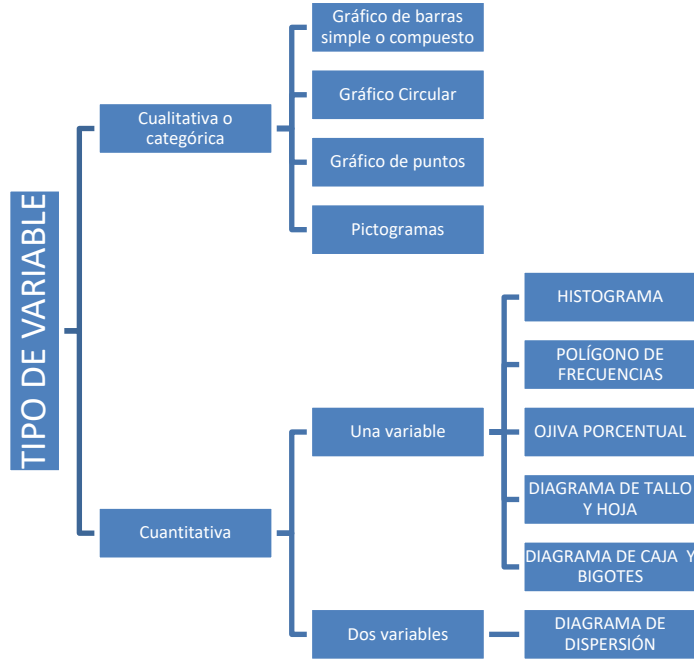 TIPO DE VARIABLE
Cualitativa o
categórica
Gráfico de barras
simple o compuesto
Gráfico Circular
Gráfico de puntos
Pictogramas
Cuantitativa
Una variable
HISTOGRAMA
POLÍGONO DE
FRECUENCIAS
OJIVA PORCENTUAL
DIAGRAMA DE TALLO
Y HOJA
DIAGRAMA DE CAJA Y
BIGOTES
Dos variables
DIAGRAMA DE
DISPERSIÓN